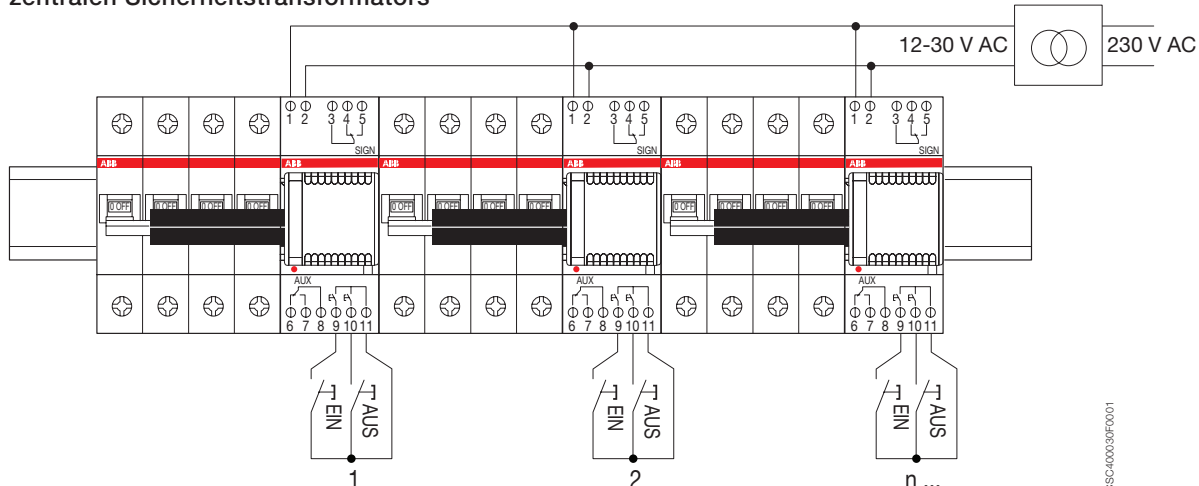 zentralen Sicherheitstransformators
12-30 V AC
230 V AC
1 2 3 4 5
SIGN
1 2 3 4 5
SIGN
1 2 3 4 5
SIGN
ABB
ABB
ABB
ABB
ABB
ABB
0 OFF
0 OFF
0 OFF
0 OFF
0 OFF
0 OFF
0 OFF
0 OFF
0 OFF
0 OFF
0 OFF
0 OFF
AUX
AUX
AUX
6 7 8 9 10 11
6 7 8 9 10 11
6 7 8 9 10 11
EIN
AUS
EIN
AUS
EIN
AUS
1
2
n ...